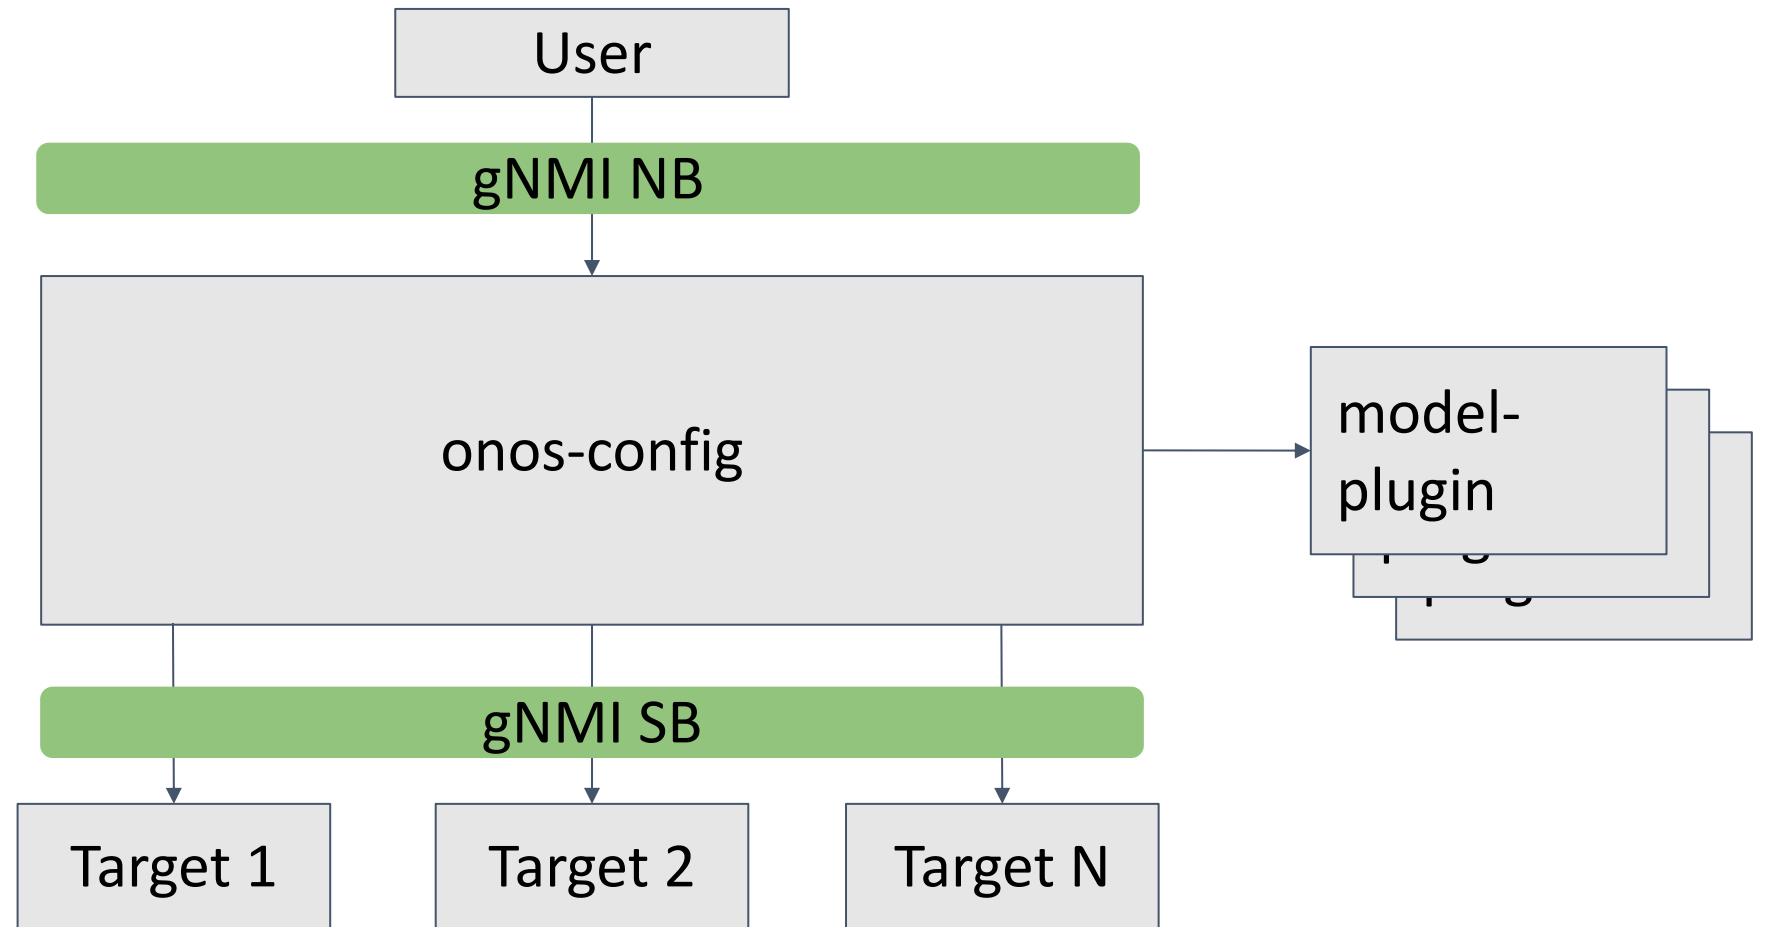 User
gNMI NB
onos-config
model-
plugin
gNMI SB
Target 1
Target 2
Target N